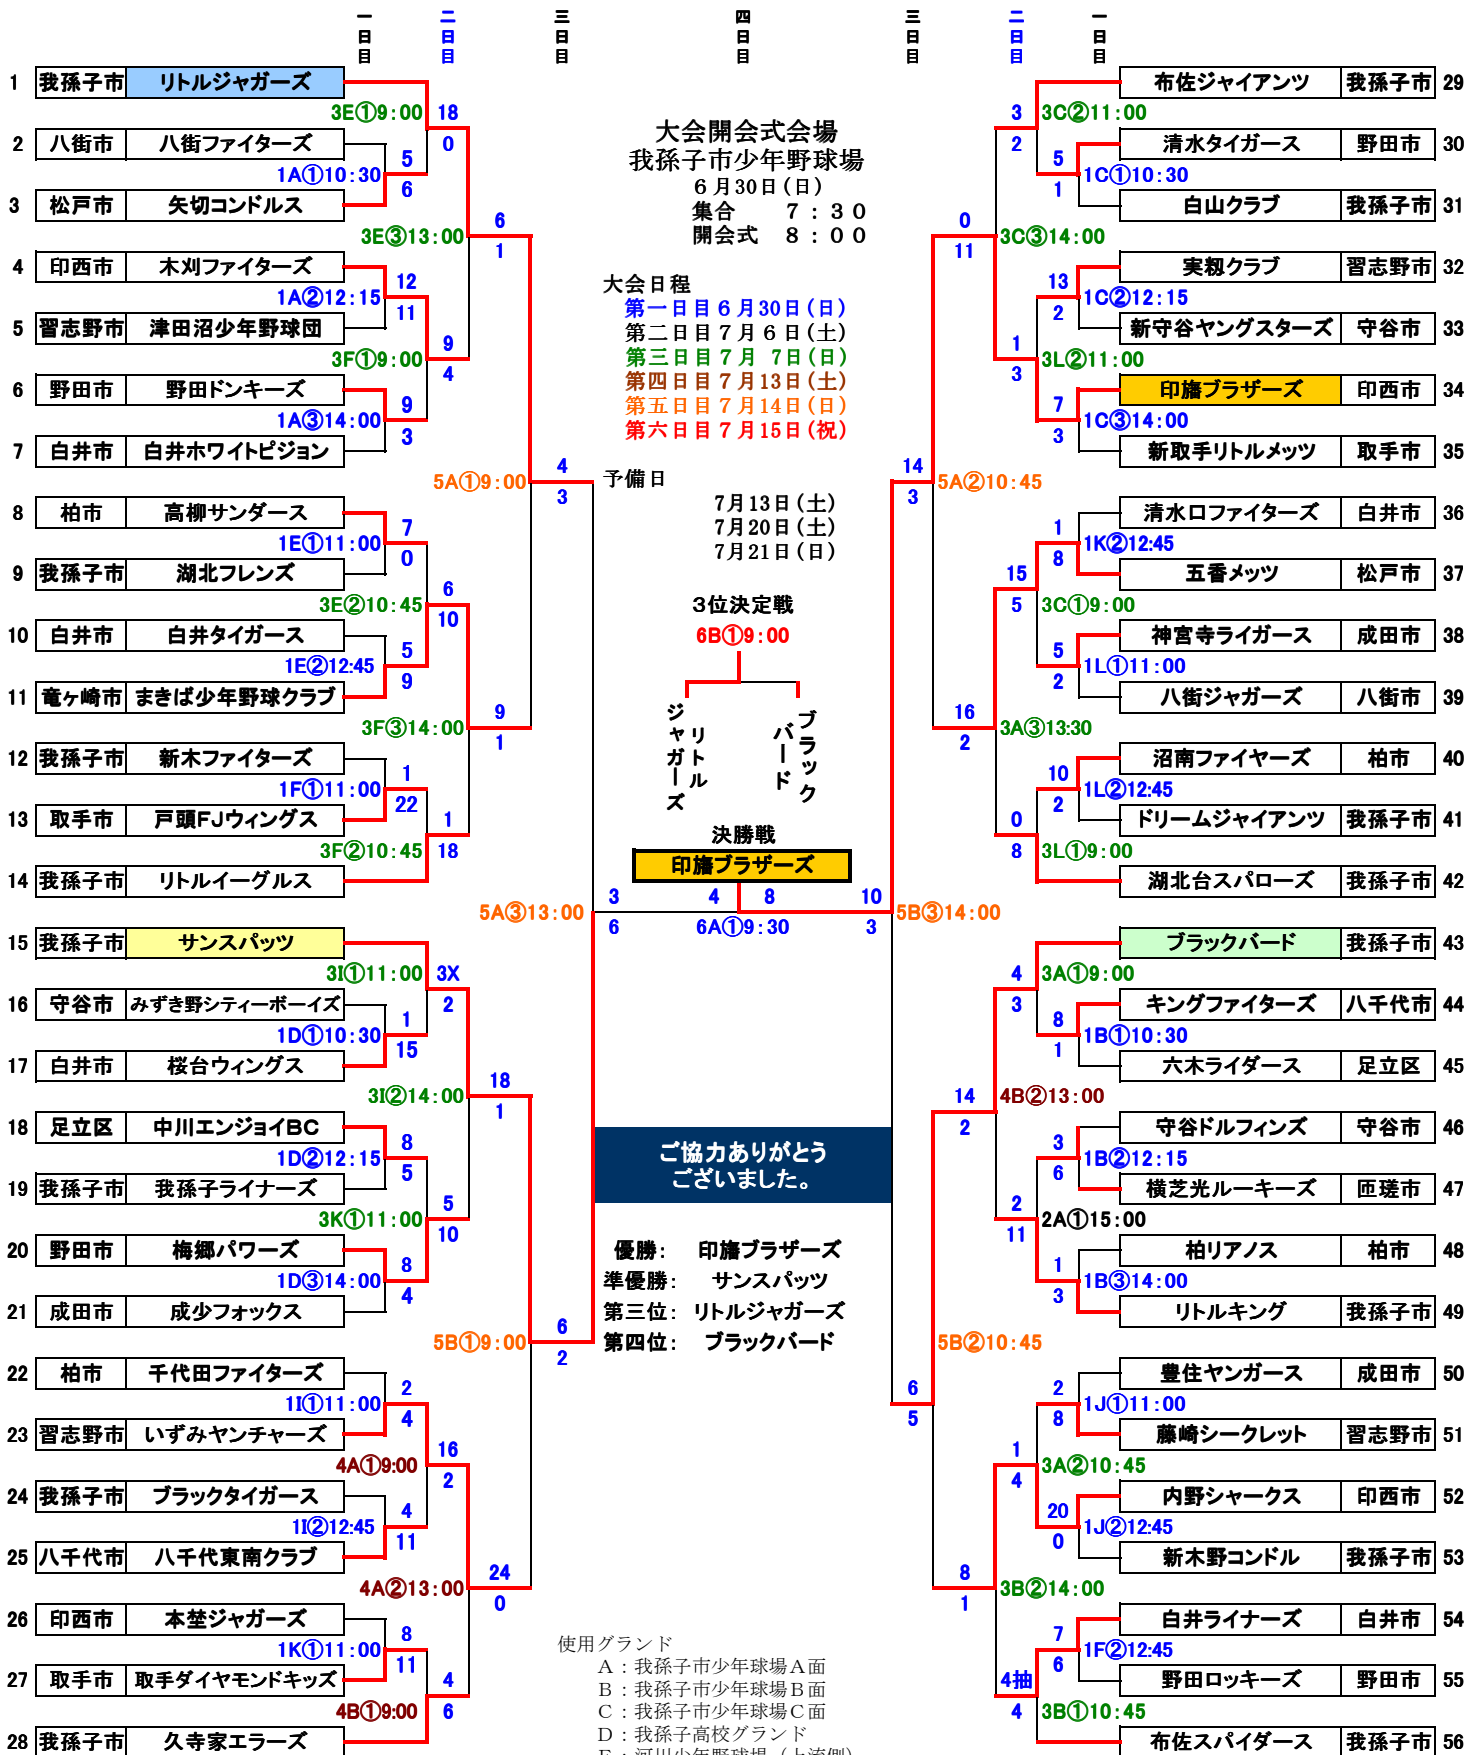 一日目 二日目 三日目 四日目 三日目 二日目 一日目
1 我孫子市 リトルジャガーズ
3E①9:00 18
0
2 八街市 八街ファイターズ
5
1A①10:30
6
3 松戸市 矢切コンドルス
6
3E③13:00
1
4 印西市 木刈ファイターズ
12
1A②12:15
11
5 習志野市 津田沼少年野球団
9
3F①9:00
4
6 野田市 野田ドンキーズ
9
1A③14:00
3
7 白井市 白井ホワイトピジョン
4
5A①9:00
3
8 柏市 高柳サンダース
7
1E①11:00
0
9 我孫子市 湖北フレンズ
6
3E②10:45
10
10 白井市 白井タイガース
5
1E②12:45
9
11 竜ヶ崎市 まきば少年野球クラブ
9
3F③14:00
1
12 我孫子市 新木ファイターズ
1
1F①11:00
22
13 取手市 戸頭FJウィングス
1
3F②10:45
18
14 我孫子市 リトルイーグルス
3
5A③13:00
6
15 我孫子市 サンスパッツ
3I①11:00 3X
2
16 守谷市 みずき野シティーボーイズ
1
1D①10:30
15
17 白井市 桜台ウィングス
18
3I②14:00
1
18 足立区 中川エンジョイBC
8
1D②12:15
5
19 我孫子市 我孫子ライナーズ
5
3K①11:00
10
20 野田市 梅郷パワーズ
8
1D③14:00
4
21 成田市 成少フォックス
6
5B①9:00
2
22 柏市 千代田ファイターズ
2
1I①11:00
4
23 習志野市 いずみヤンチャーズ
16
4A①9:00
2
24 我孫子市 ブラックタイガース
4
1I②12:45
11
25 八千代市 八千代東南クラブ
24
4A②13:00
0
26 印西市 本埜ジャガーズ
8
1K①11:00
11
27 取手市 取手ダイヤモンドキッズ
4
4B①9:00
6
28 我孫子市 久寺家エラーズ
大会開会式会場
我孫子市少年野球場
6月30日(日)
集合 7:30
開会式 8:00
大会日程
第一日目6月30日(日)
第二日目7月6日(土)
第三日目7月 7日(日)
第四日目7月13日(土)
第五日目7月14日(日)
第六日目7月15日(祝)
予備日
7月13日(土)
7月20日(土)
7月21日(日)
3位決定戦
6B①9:00
リトルジャガーズ
ブラックバード
決勝戦
印旛ブラザーズ
4 8
6A①9:30
ご協力ありがとう
ございました。
優勝: 印旛ブラザーズ
準優勝: サンスパッツ
第三位: リトルジャガーズ
第四位: ブラックバード
使用グランド
A:我孫子市少年球場A面
B:我孫子市少年球場B面
C:我孫子市少年球場C面
D:我孫子高校グランド
E:河川少年野球場(上流側)
布佐ジャイアンツ 我孫子市 29
3 3C②11:00
2
清水タイガース 野田市 30
5
1C①10:30
1
白山クラブ 我孫子市 31
0
3C③14:00
11
実籾クラブ 習志野市 32
13
1C②12:15
2
新守谷ヤングスターズ 守谷市 33
1
3L②11:00
3
印旛ブラザーズ 印西市 34
7
1C③14:00
3
新取手リトルメッツ 取手市 35
14
5A②10:45
3
清水口ファイターズ 白井市 36
1
1K②12:45
8
五香メッツ 松戸市 37
15
3C①9:00
5
神宮寺ライガース 成田市 38
5
1L①11:00
2
八街ジャガーズ 八街市 39
16
3A③13:30
2
沼南ファイヤーズ 柏市 40
10
1L②12:45
2
ドリームジャイアンツ 我孫子市 41
0
3L①9:00
8
湖北台スパローズ 我孫子市 42
10
5B③14:00
3
ブラックバード 我孫子市 43
4 3A①9:00
3
キングファイターズ 八千代市 44
8
1B①10:30
1
六木ライダース 足立区 45
14
4B②13:00
2
守谷ドルフィンズ 守谷市 46
3
1B②12:15
6
横芝光ルーキーズ 匝瑳市 47
2
2A①15:00
11
柏リアノス 柏市 48
1
1B③14:00
3
リトルキング 我孫子市 49
5B②10:45
豊住ヤンガース 成田市 50
6
5
2
1J①11:00
8
藤崎シークレット 習志野市 51
1
3A②10:45
4
内野シャークス 印西市 52
20
1J②12:45
0
新木野コンドル 我孫子市 53
8
3B②14:00
1
白井ライナーズ 白井市 54
7
1F②12:45
6
野田ロッキーズ 野田市 55
4抽
3B①10:45
4
布佐スパイダース 我孫子市 56